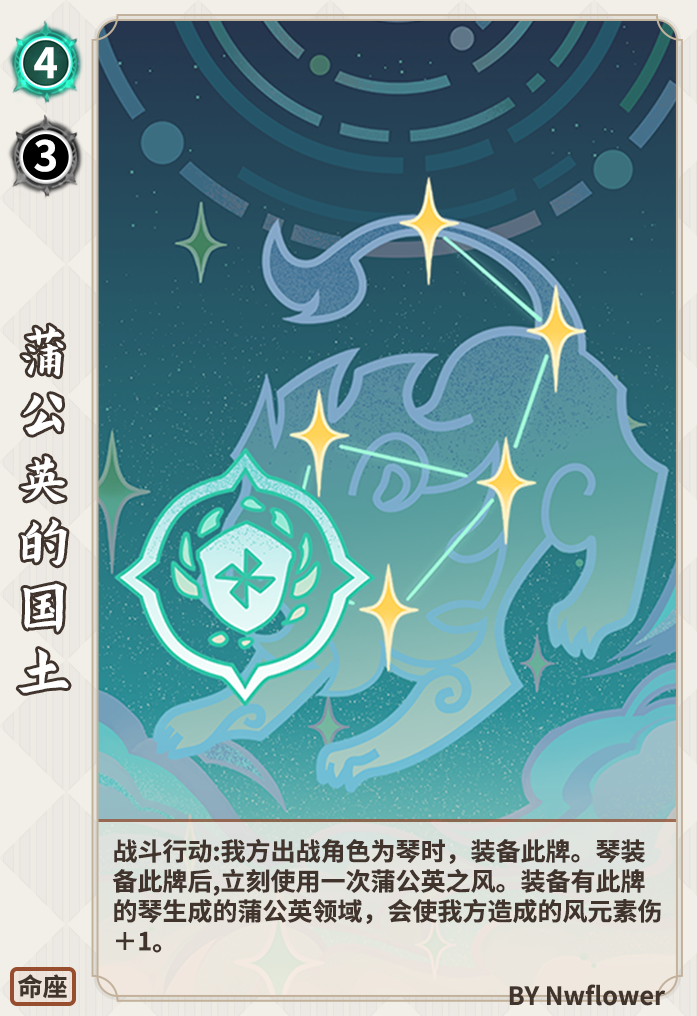 4
3
蒲公英的国土
战斗行动:我方出战角色为琴时，装备此牌。琴装
备此牌后,立刻使用一次蒲公英之风。装备有此牌
的琴生成的蒲公英领域，会使我方造成的风元素伤
＋1。
命座
BY Nwflower